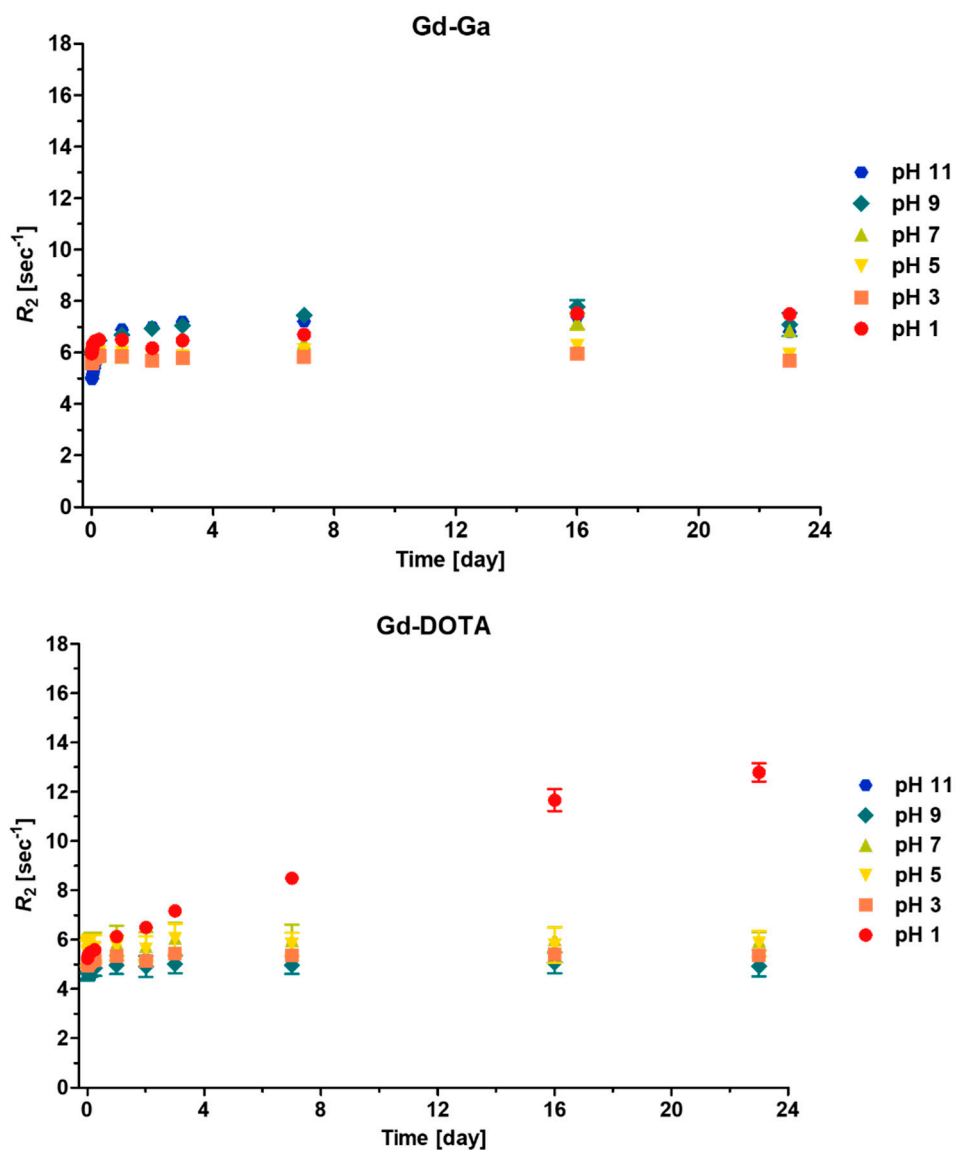 Gd-Ga
18
16
14
12
10
8
6
4
2
0
R2 [sec-1]
0 4 8 12 16 20 24
Time [day]
pH 11
pH 9
pH 7
pH 5
pH 3
pH 1
Gd-DOTA
18
16
14
12
10
8
6
4
2
0
R2 [sec-1]
0 4 8 12 16 20 24
Time [day]
pH 11
pH 9
pH 7
pH 5
pH 3
pH 1